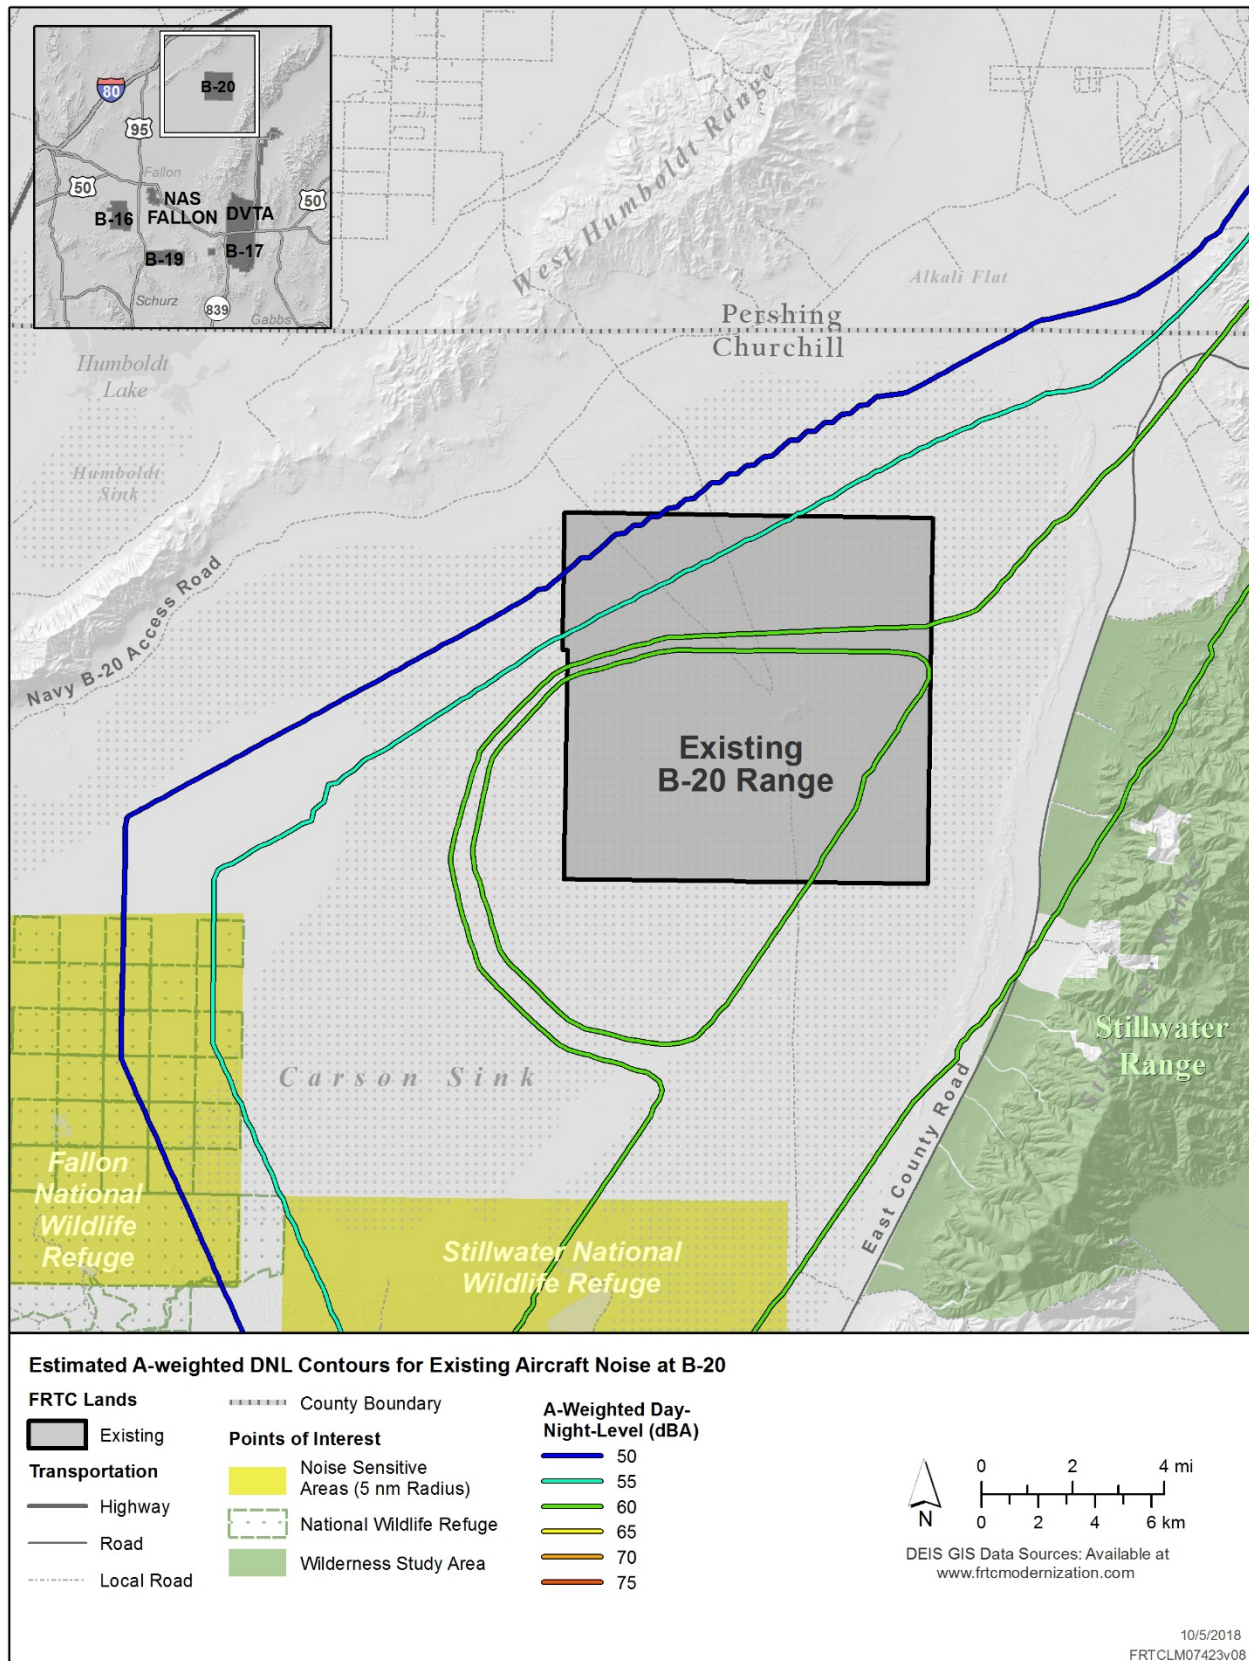 80
B-20
95
Fallon
50
NAS
FALLON
DVTA
50
B-16
B-17
B-19
Schurz
839
Gabbs
West Humboldt Range
Alkali Flat
Pershing
Churchill
Humboldt
Lake
Humboldt
Sink
Navy B-20 Access Road
Existing
B-20 Range
Stillwater Range
Stillwater
Range
Carson Sink
East County Road
Fallon
National
Wildlife
Refuge
Stillwater National
Wildlife Refuge
Estimated A-weighted DNL Contours for Existing Aircraft Noise at B-20
FRTC Lands
Existing
Transportation
Highway
Road
Local Road
County Boundary
Points of Interest
Noise Sensitive
Areas (5 nm Radius)
National Wildlife Refuge
Wilderness Study Area
A-Weighted Day-
Night-Level (dBA)
50
55
60
65
70
75
N
0 2 4 mi
0 2 4 6 km
DEIS GIS Data Sources: Available at
www.frtcmodernization.com
10/5/2018
FRTCLM07423v08